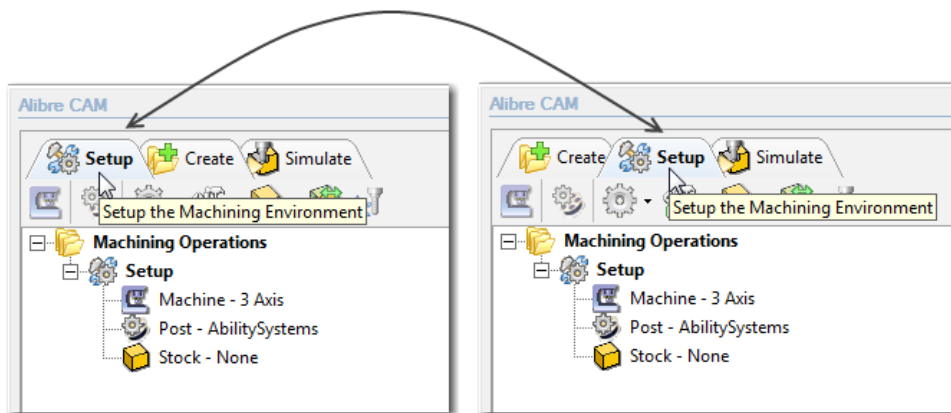 Alibre CAM
Setup Create Simulate
Setup the Machining Environment
Machining Operations
Setup
Machine - 3 Axis
Post - AbilitySystems
Stock - None
Alibre CAM
Create Setup Simulate
Setup the Machining Environment
Machining Operations
Setup
Machine - 3 Axis
Post - AbilitySystems
Stock - None